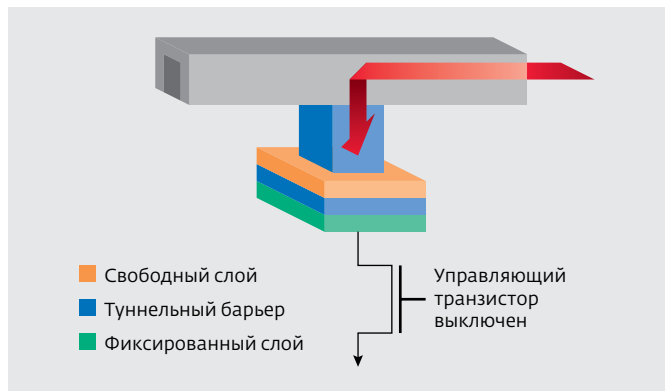 Свободный слой
Туннельный барьер
Фиксированный слой
Управляющий
транзистор
выключен